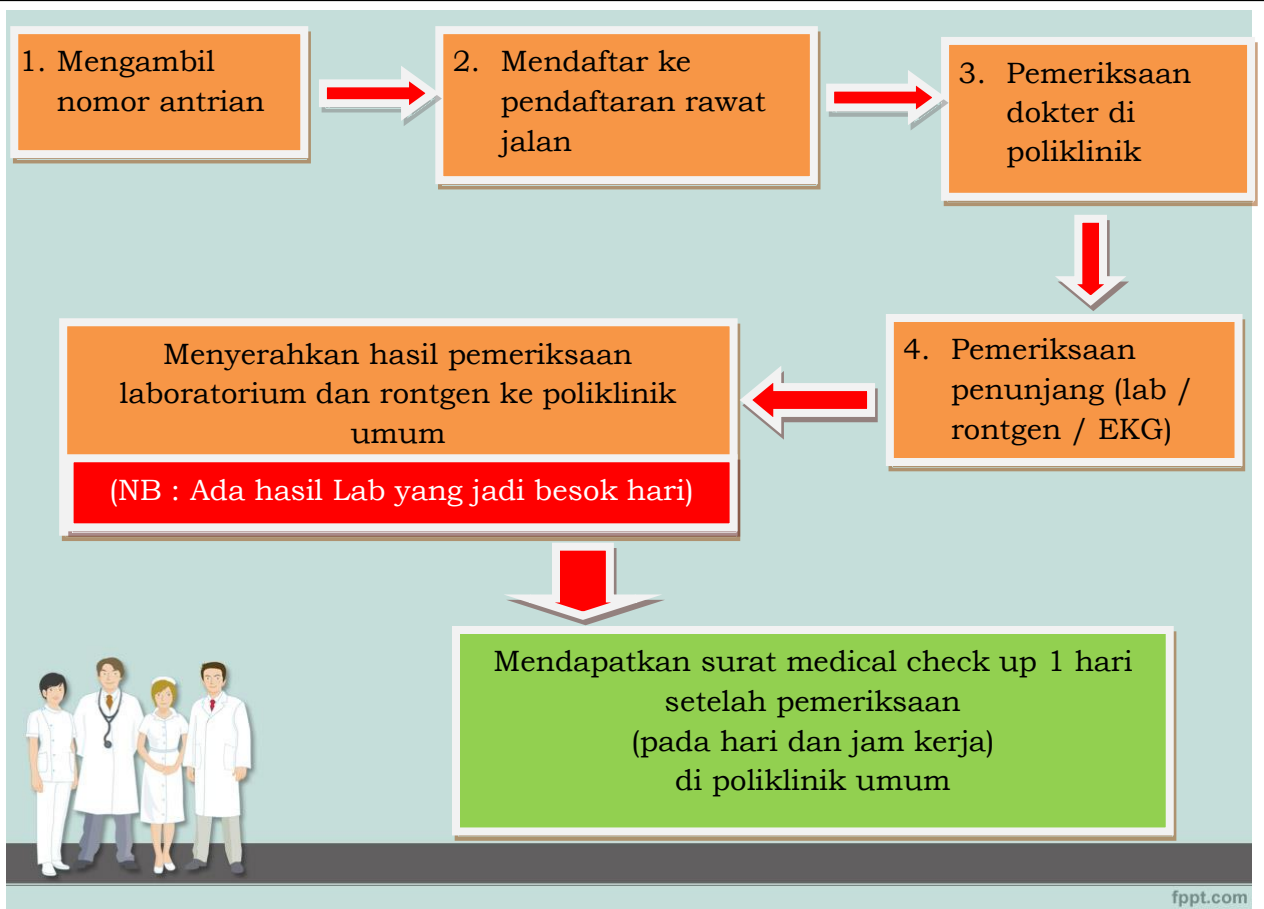 1. Mengambil
nomor antrian
2. Mendaftar ke
pendaftaran rawat
jalan
3. Pemeriksaan
dokter di
poliklinik
4. Pemeriksaan
penunjang (lab /
rontgen / EKG)
Menyerahkan hasil pemeriksaan
laboratorium dan rontgen ke poliklinik
umum
(NB : Ada hasil Lab yang jadi besok hari)
Mendapatkan surat medical check up 1 hari
setelah pemeriksaan
(pada hari dan jam kerja)
di poliklinik umum
fppt.com